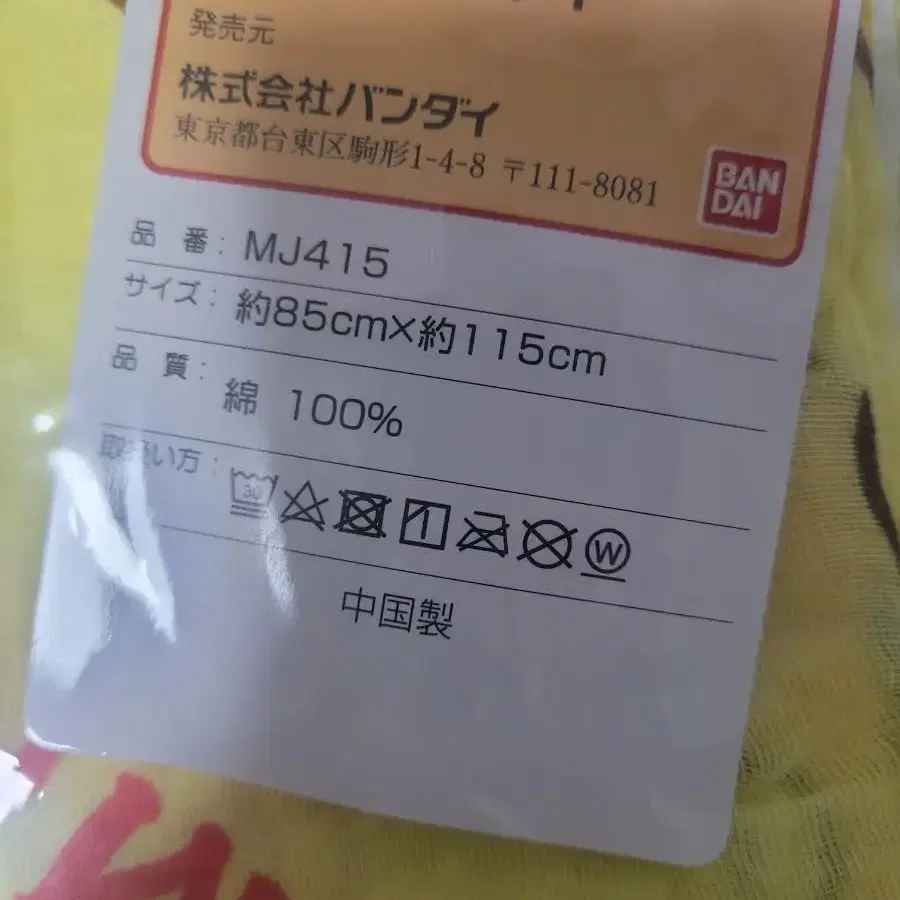 発売元
株式会社バンダイ
東京都台東区駒形1-4-8 〒111-8081
BAN
DAI
品 番: MJ415
サイズ: 約85cm×約115cm
品 質: 綿 100%
取扱い方:
30
W
中国製